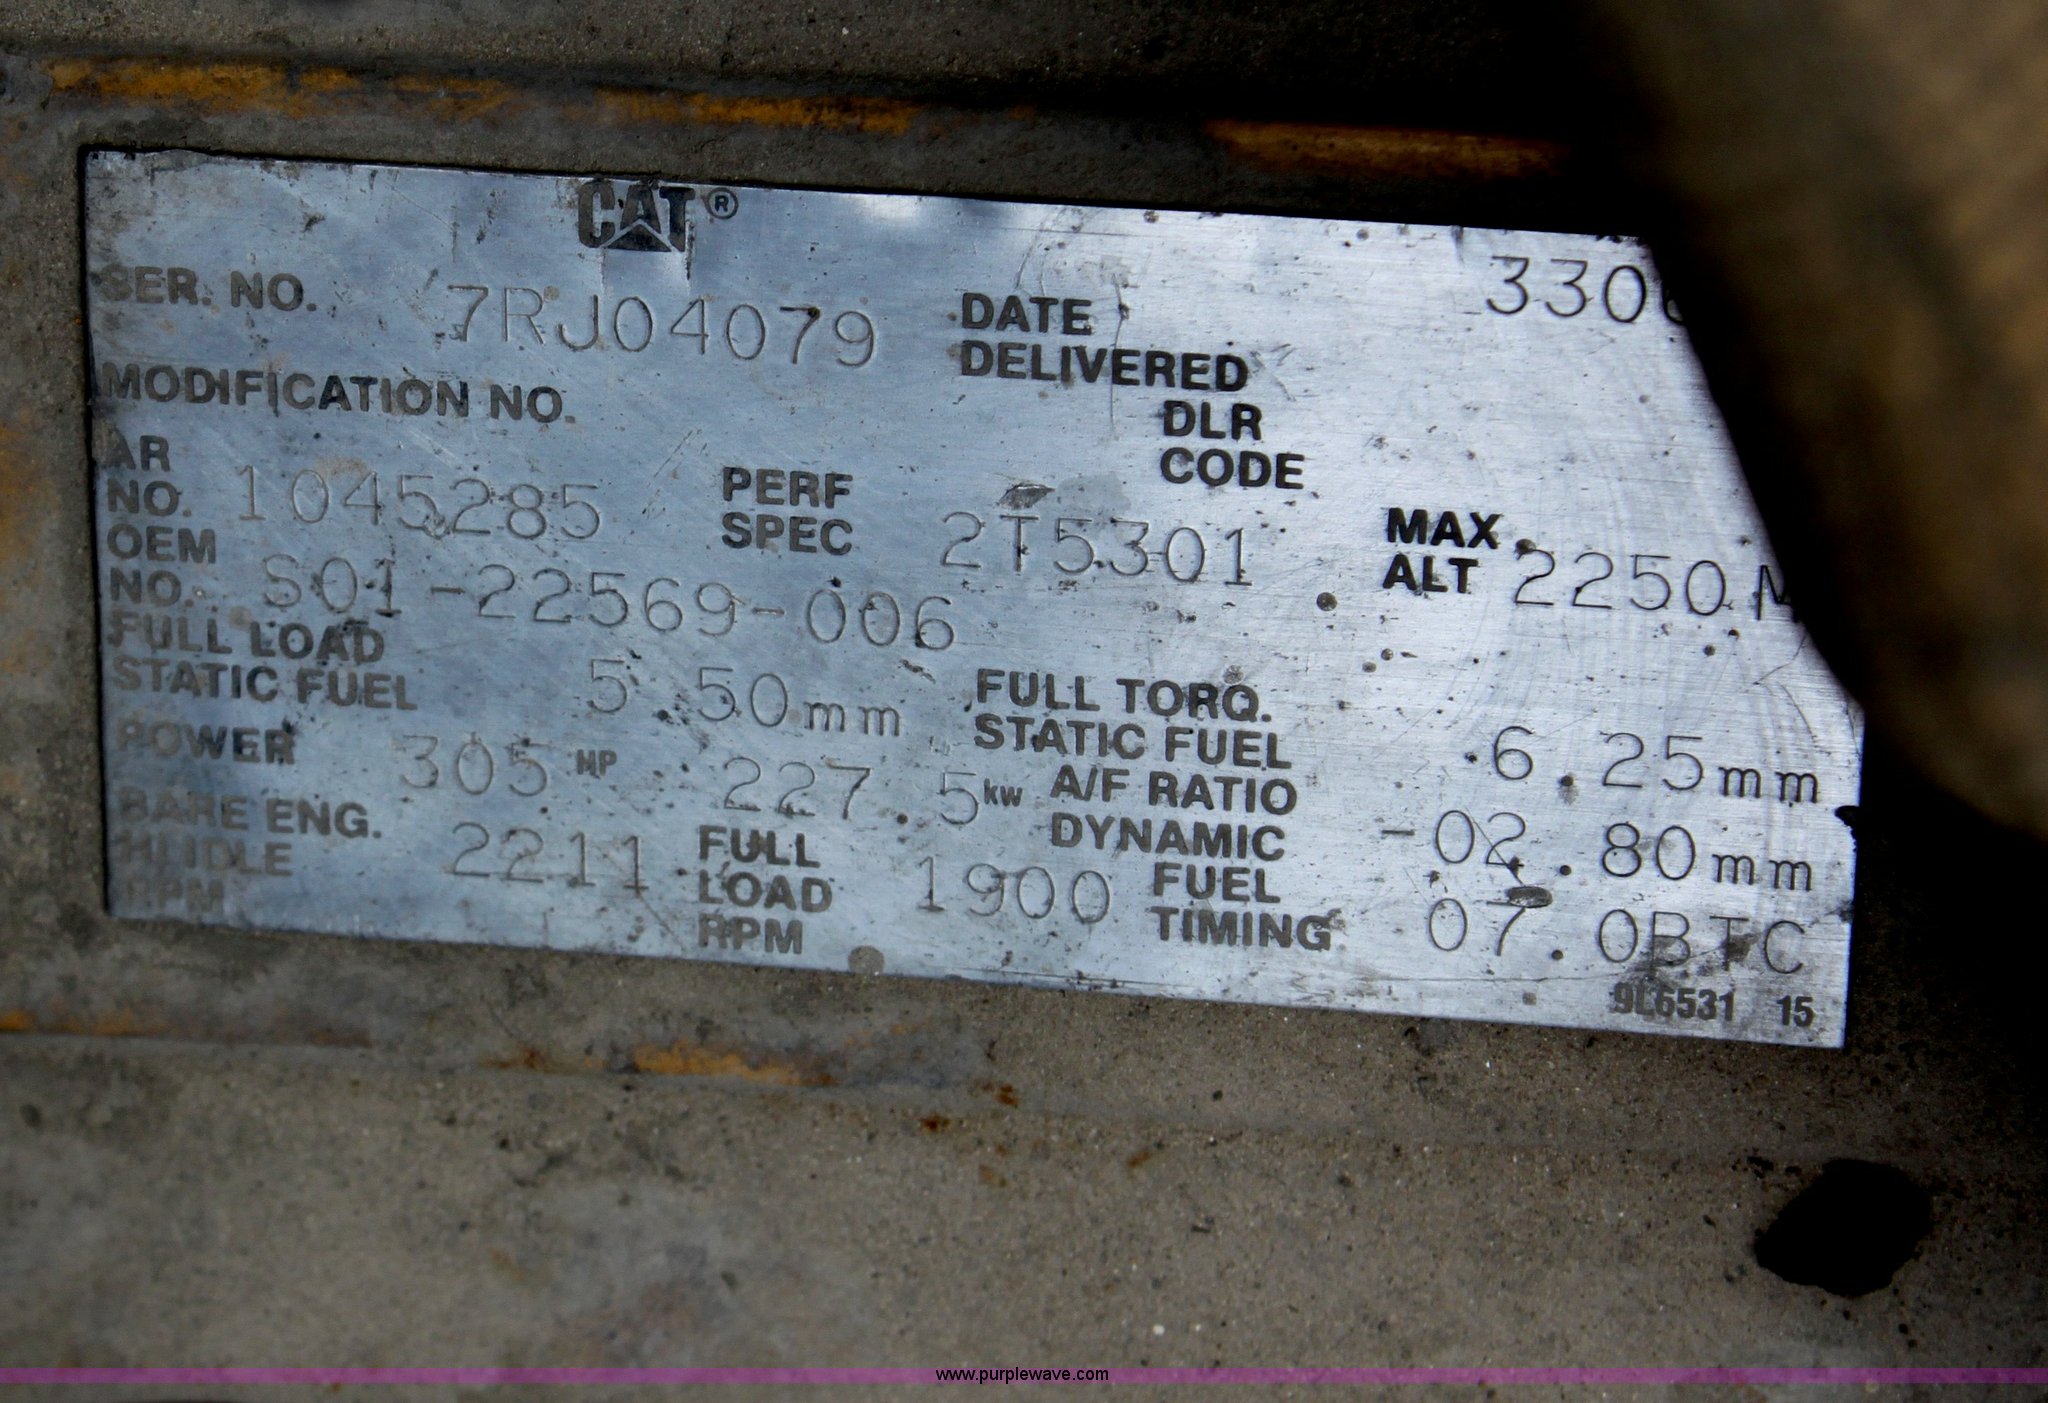 CAT®
3306
SER. NO. 7RJ04079 DATE DELIVERED
MODIFICATION NO.
DLR CODE
AR NO. 1045285 PERF SPEC 2T5301 MAX ALT 2250 M
OEM NO. S01-22569-006
FULL LOAD STATIC FUEL 5.50mm FULL TORQ. STATIC FUEL 6.25mm
POWER 305 HP 227.5 kW A/F RATIO DYNAMIC -02.80mm
BARE ENG. HI IDLE RPM 2211 FULL LOAD RPM 1900 FUEL TIMING 07.0BTC
9L6531 15
www.purplewave.com